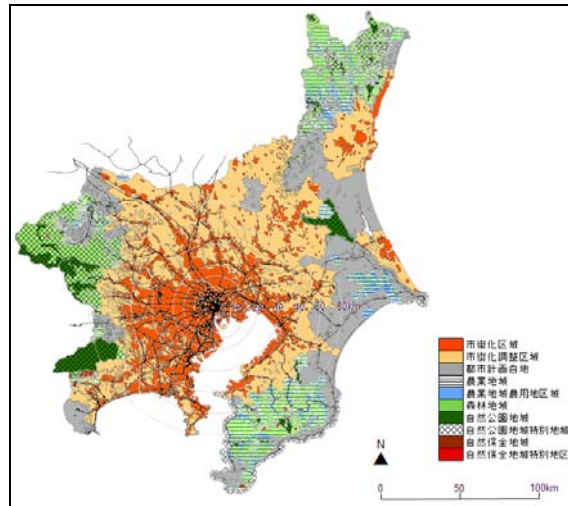 80km
市街化区域
市街化調整区域
都市計画白地
農業地域
農業地域農用地区域
森林地域
自然公園地域
自然公園地域特別地域
自然保全地域
自然保全地域特別地区
N
0 50 100km